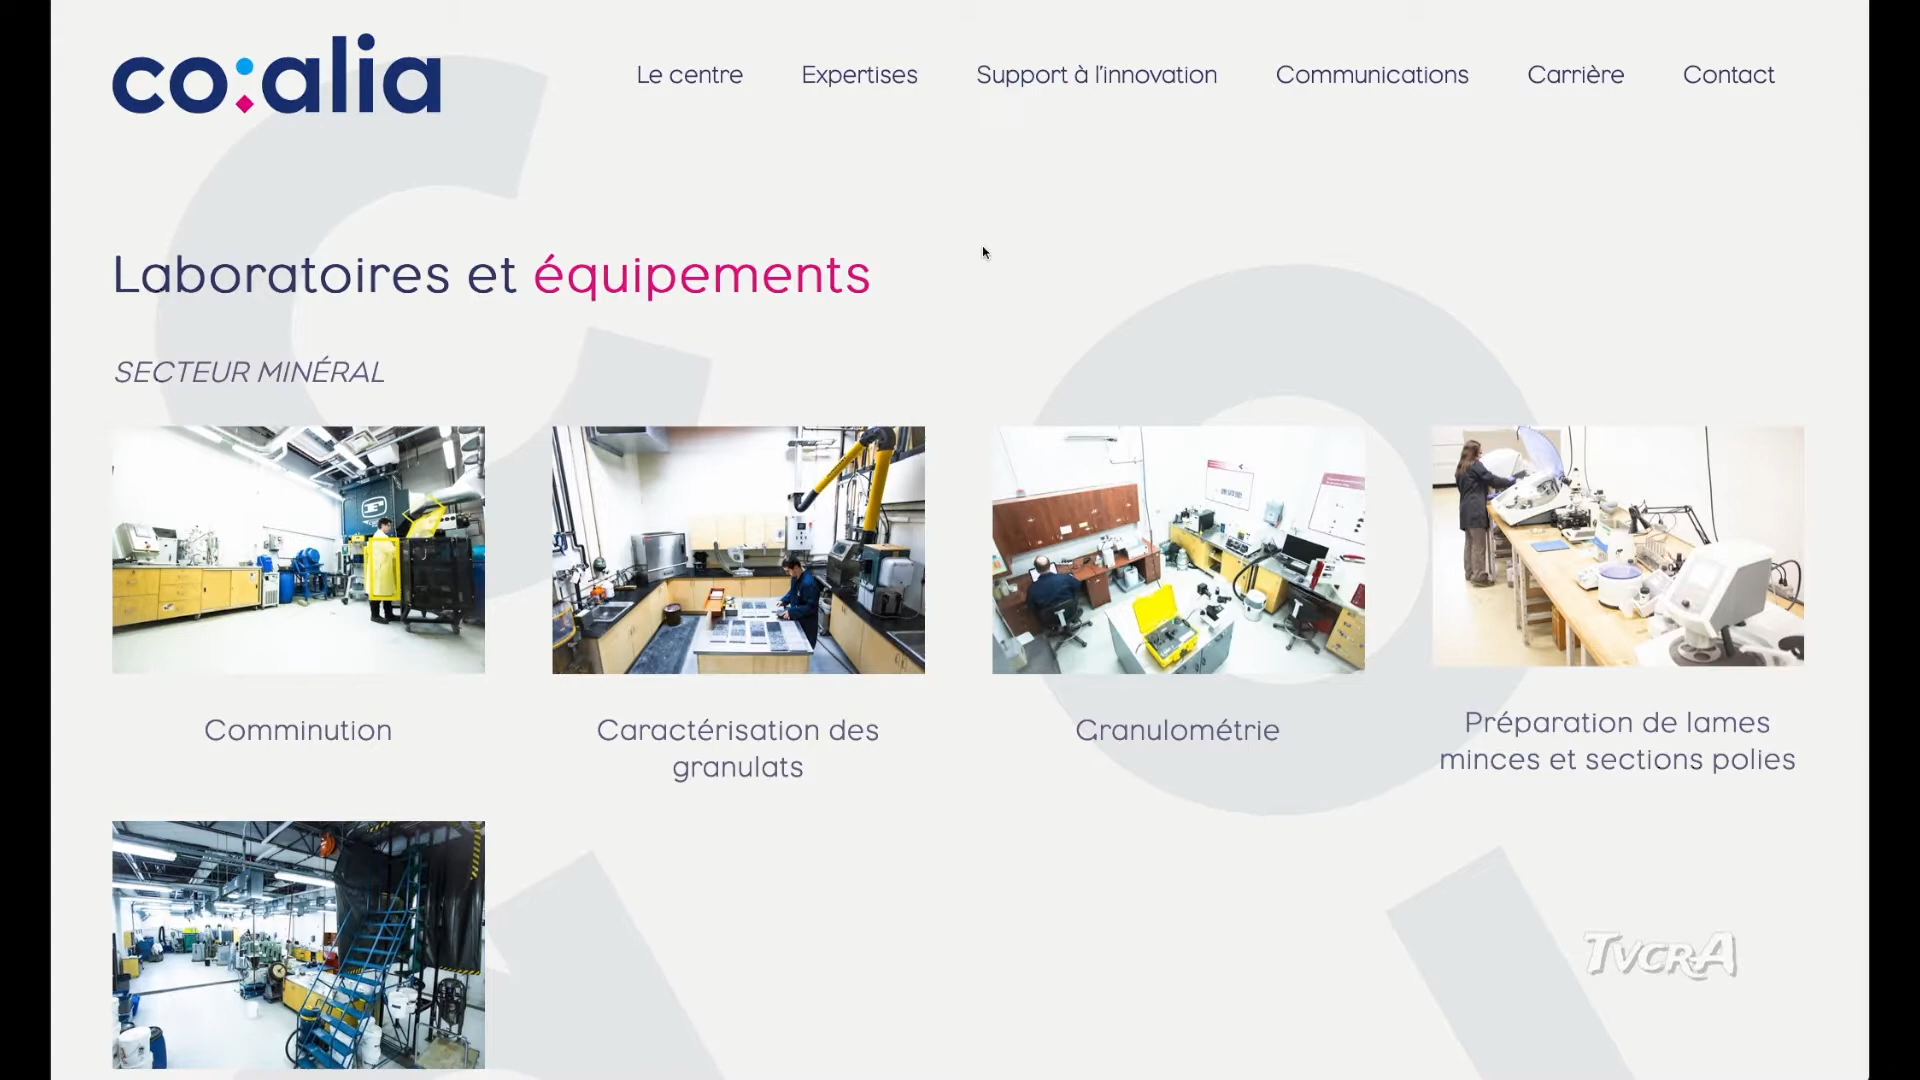 co:alia
Le centre
Expertises
Support à l'innovation
Communications
Carrière
Contact
Laboratoires et équipements
SECTEUR MINÉRAL
Comminution
Caractérisation des
granulats
Granulométrie
Préparation de lames
minces et sections polies
TVCRA